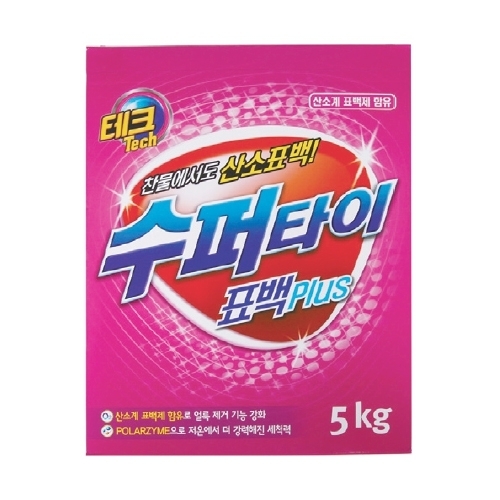 산소계 표백제 함유
테크
Tech
찬물에서도 산소표백!
수퍼타이
표백Plus
산소계 표백제 함유로 얼룩 제거 기능 강화
POLARZYME으로 저온에서 더 강력해진 세척력
5 kg